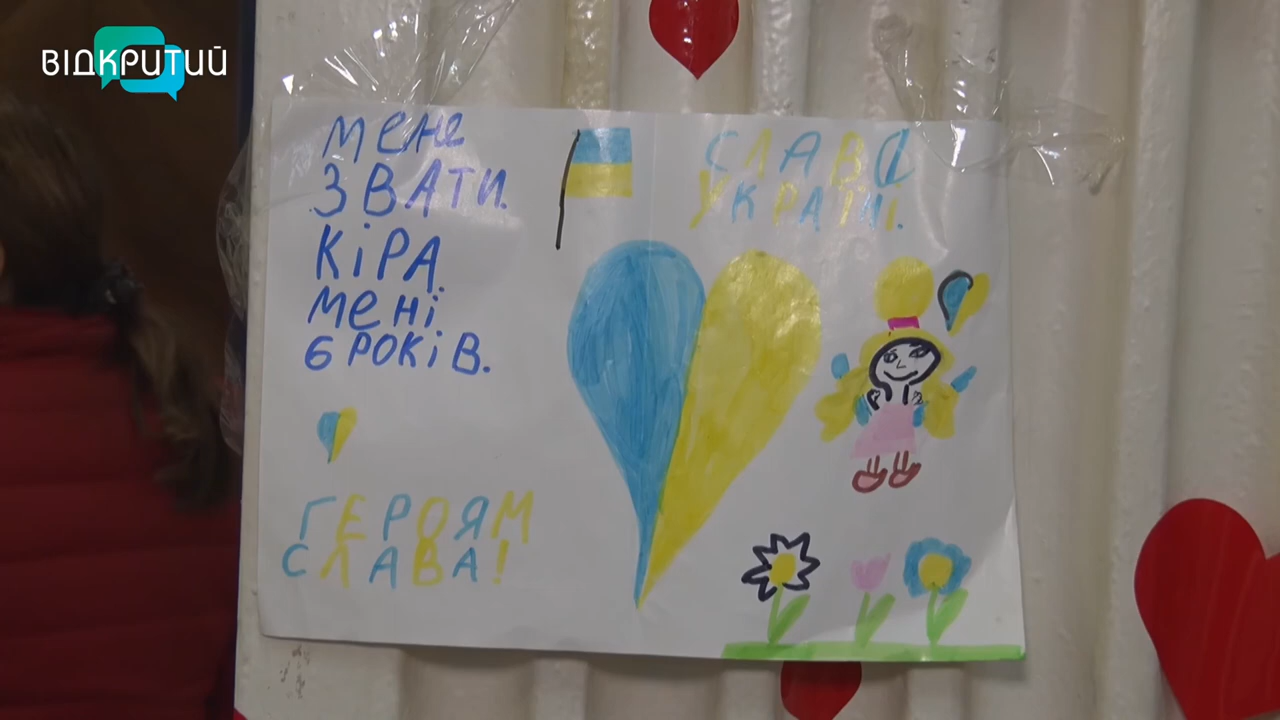 ВІДКРИТИЙ
мене
ЗВАТИ.
КіРА.
мені
6 РОКіВ.
ГЕРОЯМ
СЛАВА!
СЛАВА
УКРАЇНІ.